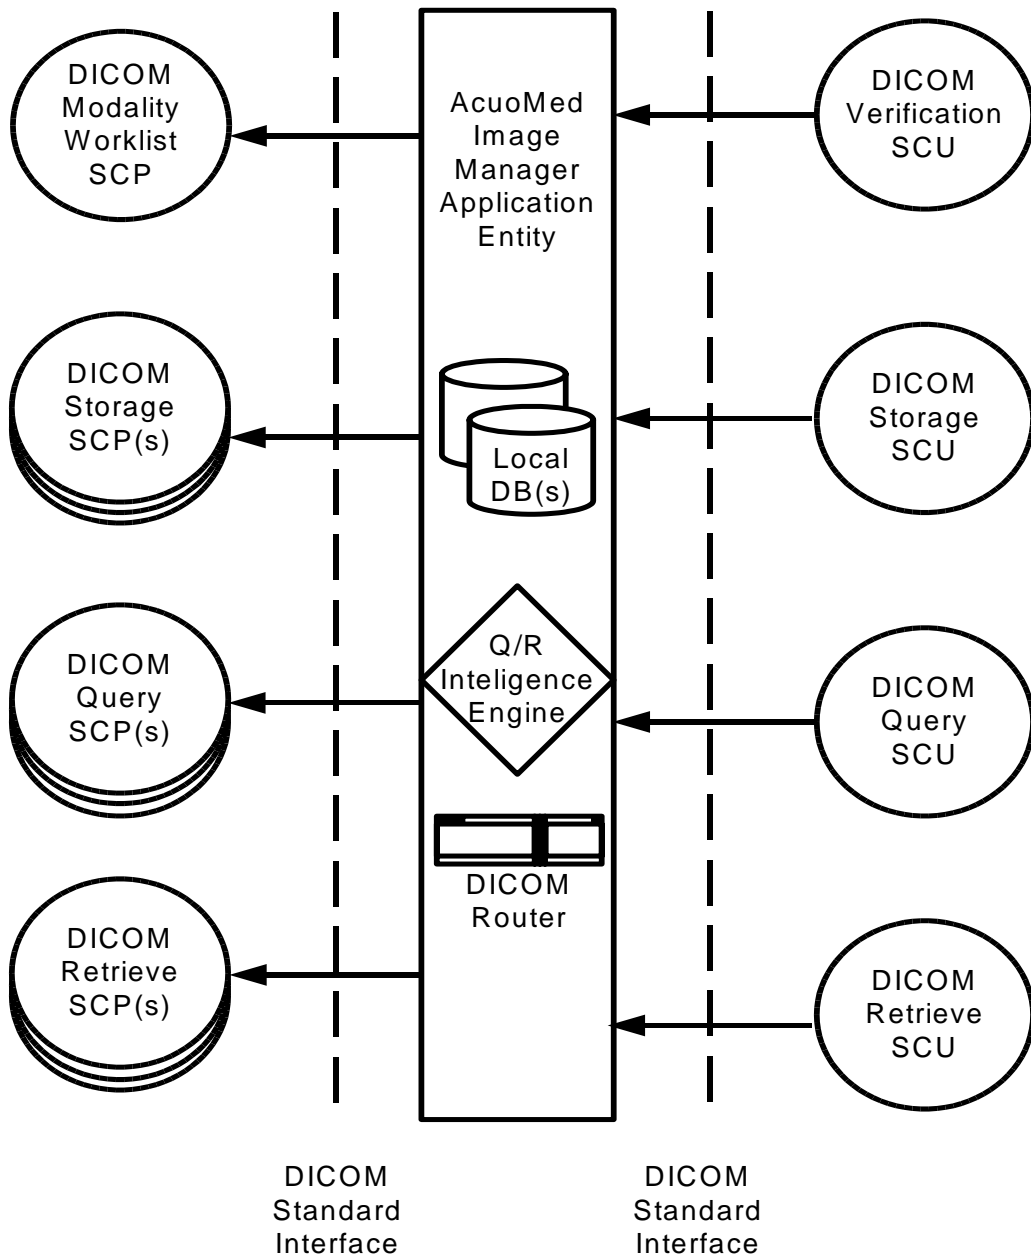 DICOM
Modality
Worklist
SCP
AcuoMed
Image
Manager
Application
Entity
DICOM
Verification
SCU
DICOM
Storage
SCP(s)
Local
DB(s)
DICOM
Storage
SCU
DICOM
Query
SCP(s)
Q/R
Inteligence
Engine
DICOM
Query
SCU
DICOM
Router
DICOM
Retrieve
SCP(s)
DICOM
Retrieve
SCU
DICOM
Standard
Interface
DICOM
Standard
Interface